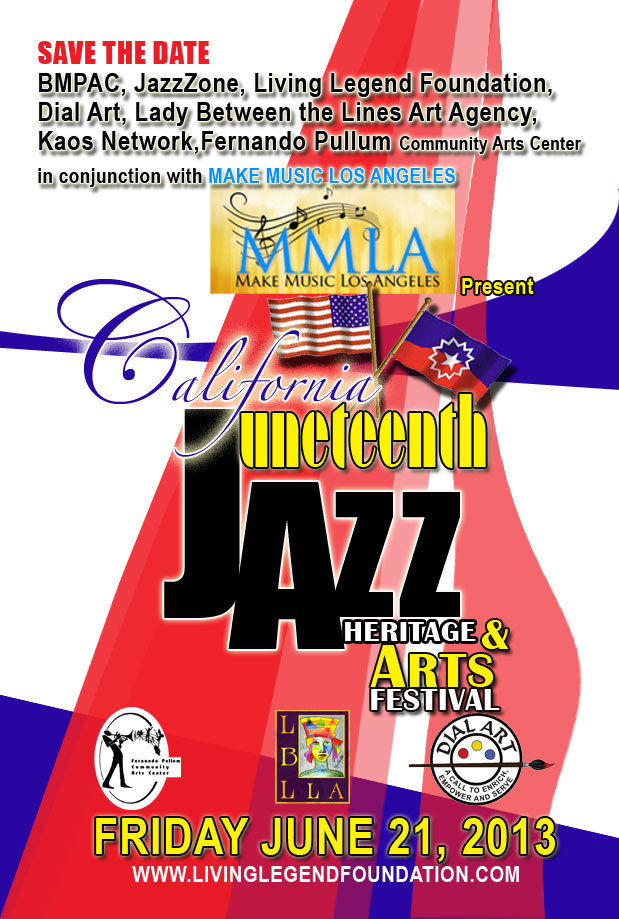 SAVE THE DATE
BMPAC, JazzZone, Living Legend Foundation,
Dial Art, Lady Between the Lines Art Agency,
Kaos Network,Fernando Pullum Community Arts Center
in conjunction with MAKE MUSIC LOS ANGELES
MMLA
MAKE MUSIC LOS ANGELES
Present
California
Juneteenth
JAZZ
HERITAGE &
ARTS
FESTIVAL
Fernando Pullum
Community
Arts Center
L
B
L L A
DIAL ART
A CALL TO ENRICH,
EMPOWER AND SERVE
FRIDAY JUNE 21, 2013
WWW.LIVINGLEGENDFOUNDATION.COM